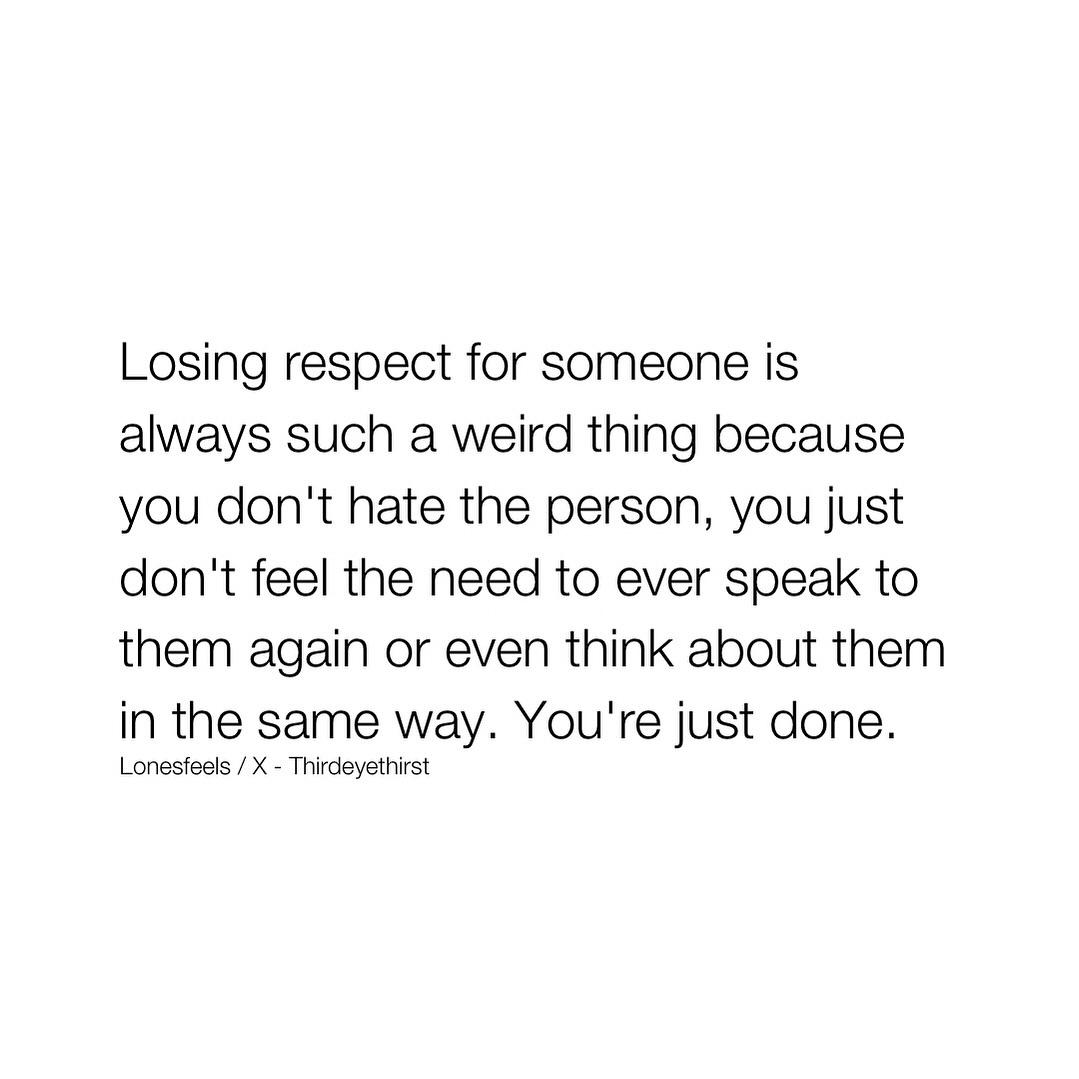 Losing respect for someone is
always such a weird thing because
you don't hate the person, you just
don't feel the need to ever speak to
them again or even think about them
in the same way. You're just done.
Lonesfeels / X - Thirdeyethirst